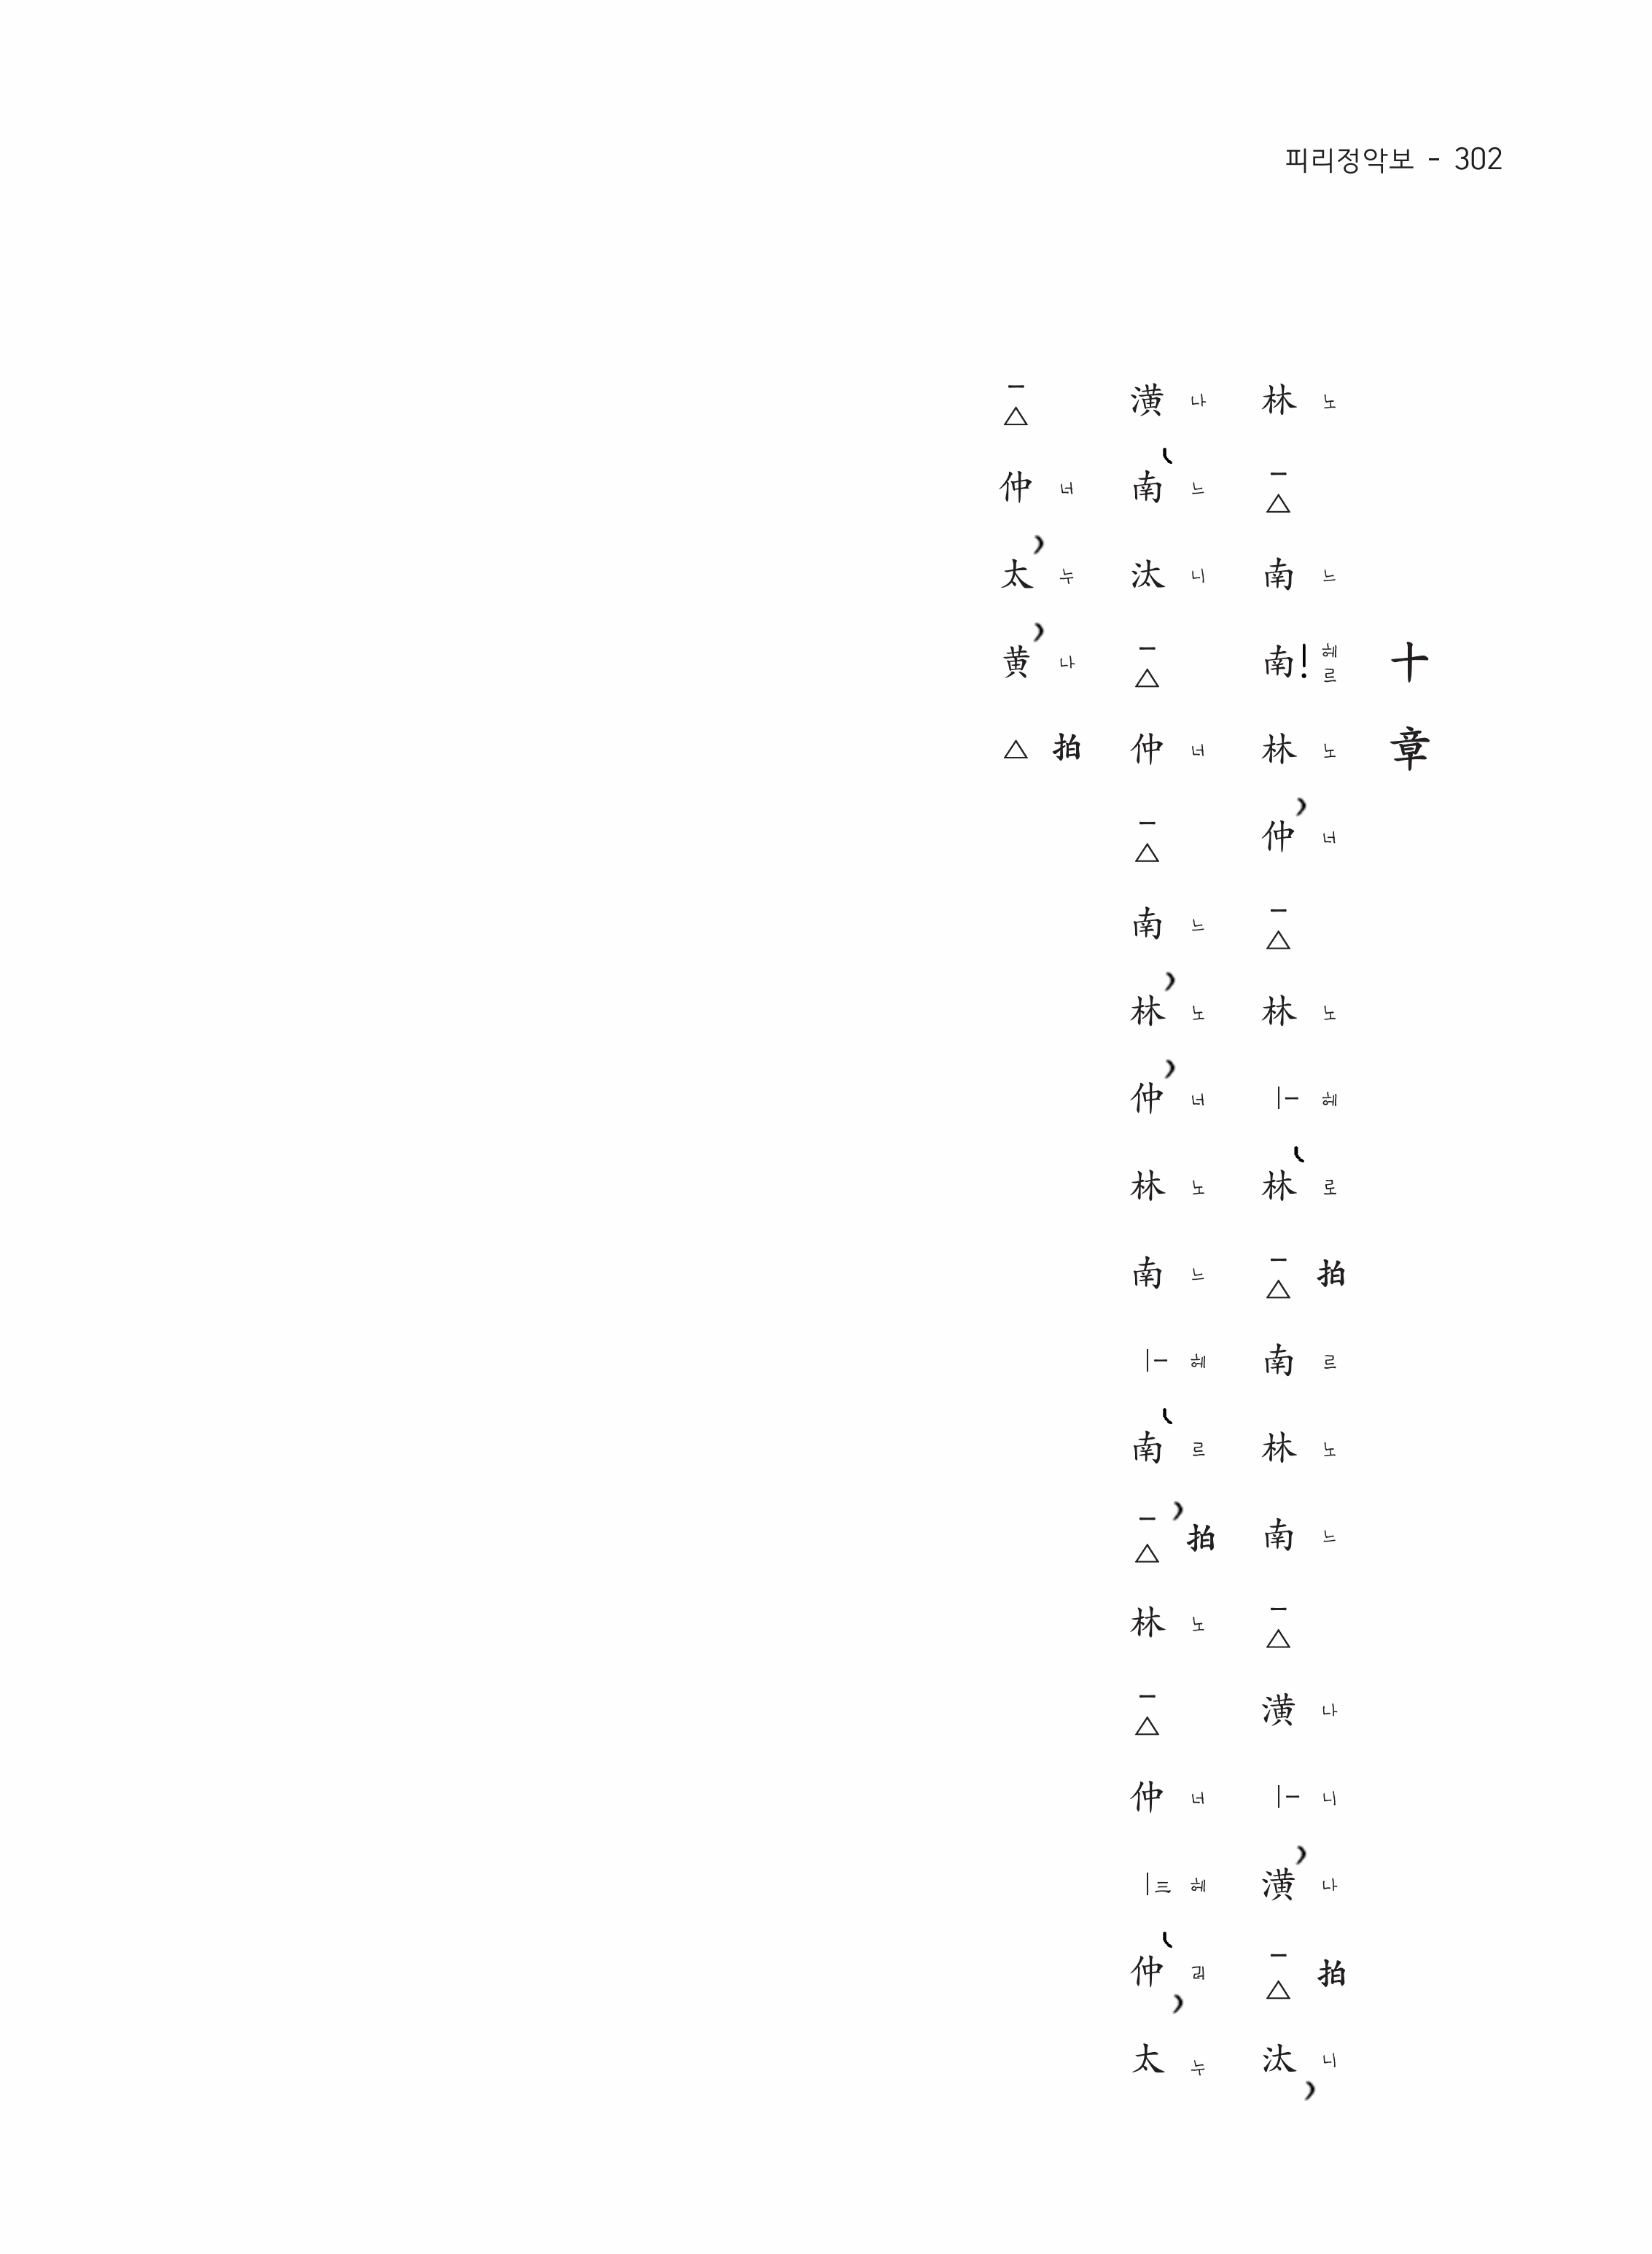 피리정악보 - 302
十章
林 노 – △ 南 느 南 ! 헤르 林 노 仲 너 – △ 林 노 |– 헤 林 로 – △ 拍 南 르 林 노 南 느 – △ 潢 나 |– 니 潢 나 – △ 拍 汰 니
潢 나 南 느 汰 니 – △ 仲 너 – △ 南 느 林 노 仲 너 林 노 南 느 |– 헤 南 르 – △ 拍 林 노 – △ 仲 너 |三 헤 仲 太 누
– △ 仲 너 太 누 黄 나 △ 拍